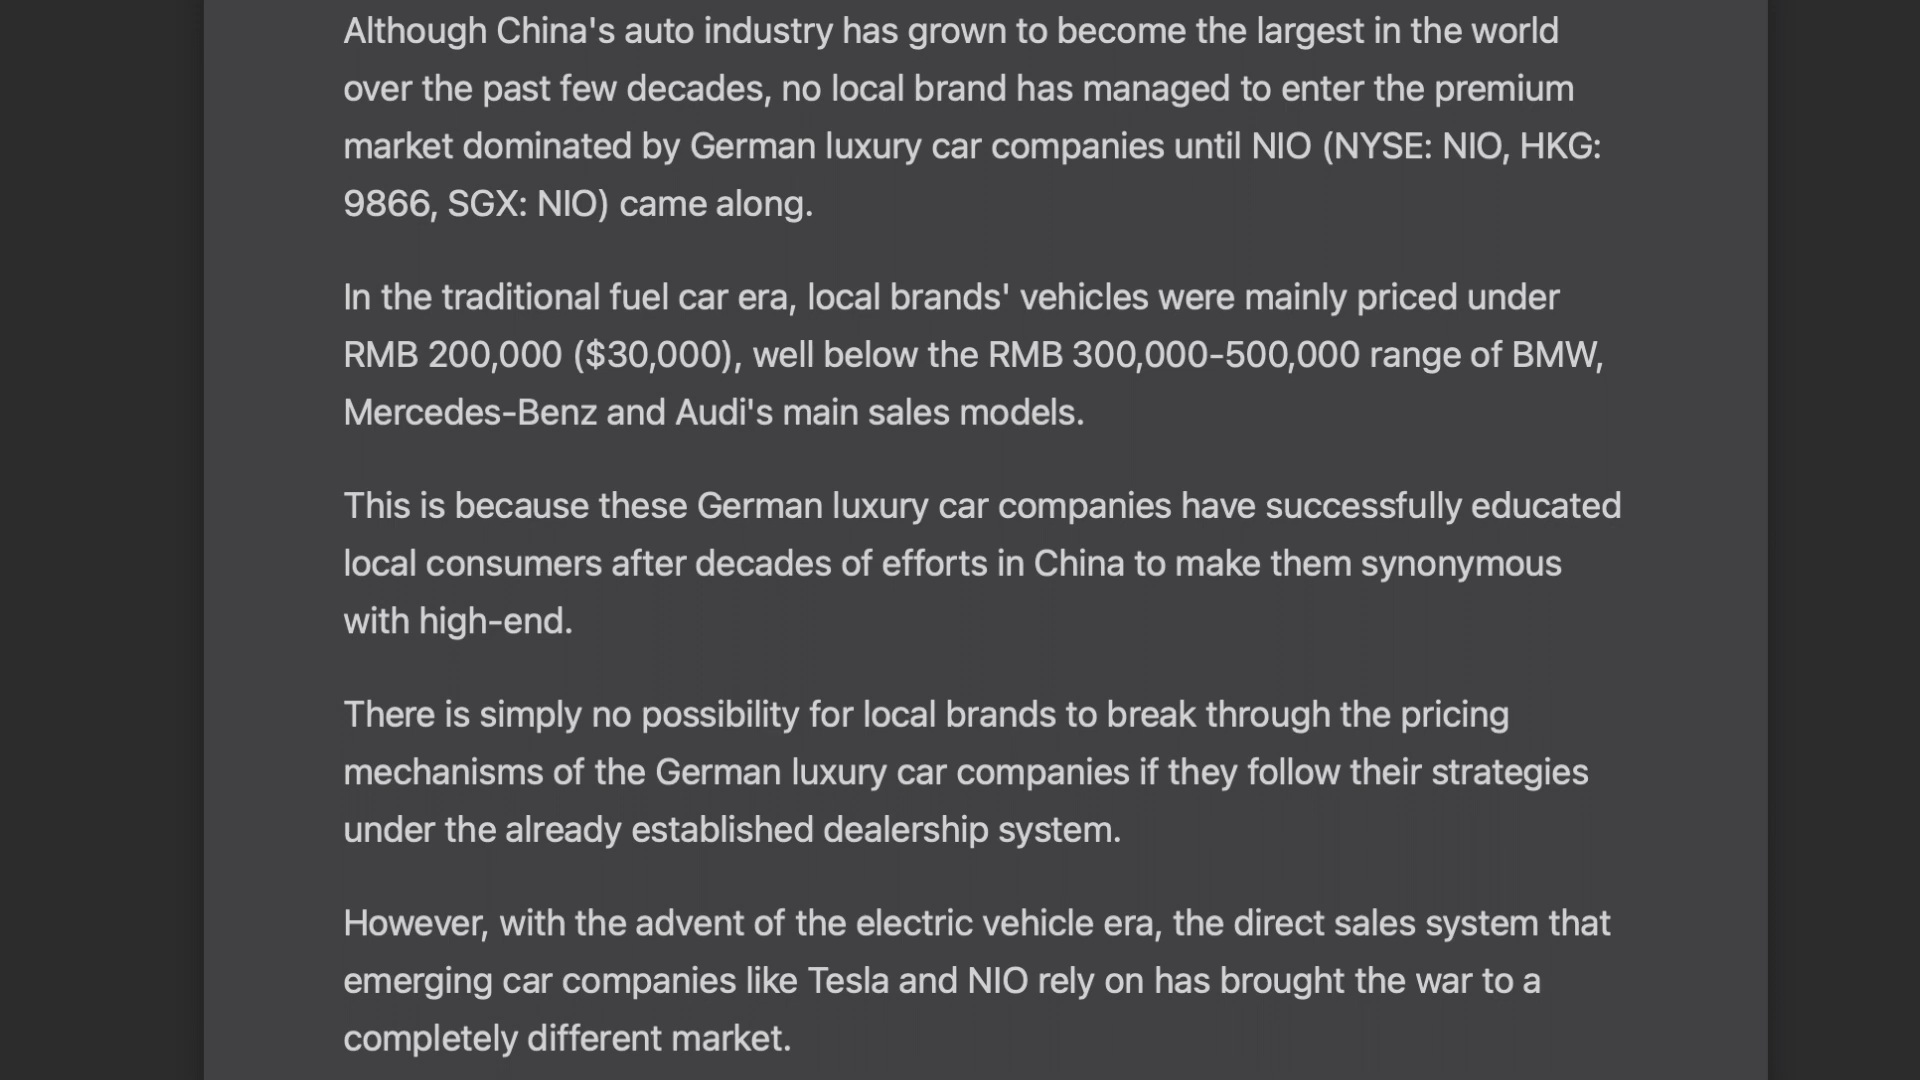 Although China's auto industry has grown to become the largest in the world
over the past few decades, no local brand has managed to enter the premium
market dominated by German luxury car companies until NIO (NYSE: NIO, HKG:
9866, SGX: NIO) came along.
In the traditional fuel car era, local brands' vehicles were mainly priced under
RMB 200,000 ($30,000), well below the RMB 300,000-500,000 range of BMW,
Mercedes-Benz and Audi's main sales models.
This is because these German luxury car companies have successfully educated
local consumers after decades of efforts in China to make them synonymous
with high-end.
There is simply no possibility for local brands to break through the pricing
mechanisms of the German luxury car companies if they follow their strategies
under the already established dealership system.
However, with the advent of the electric vehicle era, the direct sales system that
emerging car companies like Tesla and NIO rely on has brought the war to a
completely different market.